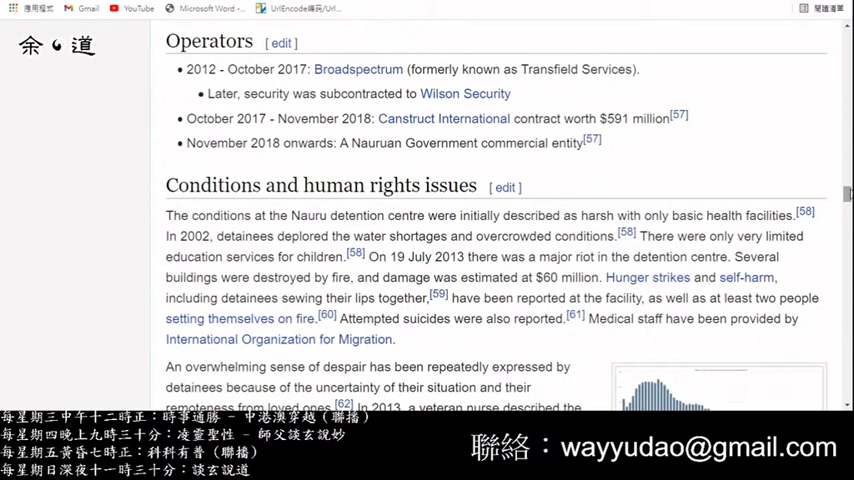 應用程式 Gmail YouTube Microsoft Word -... UrlEncode编码/Url... 閱讀清單
余 道
Operators [ edit ]
• 2012 - October 2017: Broadspectrum (formerly known as Transfield Services).
• Later, security was subcontracted to Wilson Security
• October 2017 - November 2018: Canstruct International contract worth $591 million[57]
• November 2018 onwards: A Nauruan Government commercial entity[57]
Conditions and human rights issues [ edit ]
The conditions at the Nauru detention centre were initially described as harsh with only basic health facilities.[58]
In 2002, detainees deplored the water shortages and overcrowded conditions.[58] There were only very limited
education services for children.[58] On 19 July 2013 there was a major riot in the detention centre. Several
buildings were destroyed by fire, and damage was estimated at $60 million. Hunger strikes and self-harm,
including detainees sewing their lips together,[59] have been reported at the facility, as well as at least two people
setting themselves on fire.[60] Attempted suicides were also reported.[61] Medical staff have been provided by
International Organization for Migration.
An overwhelming sense of despair has been repeatedly expressed by
detainees because of the uncertainty of their situation and their
remoteness from loved ones.[62] In 2013, a veteran nurse described the
每星期三中午十二時正：時事通勝 - 中港澳穿越(聯播)
每星期四晚上九時三十分：凌靈聖性 - 師父談玄說妙
每星期五黃昏七時正：科科有普(聯播)
每星期日深夜十一時三十分：談玄說道
聯絡：wayyudao@gmail.com